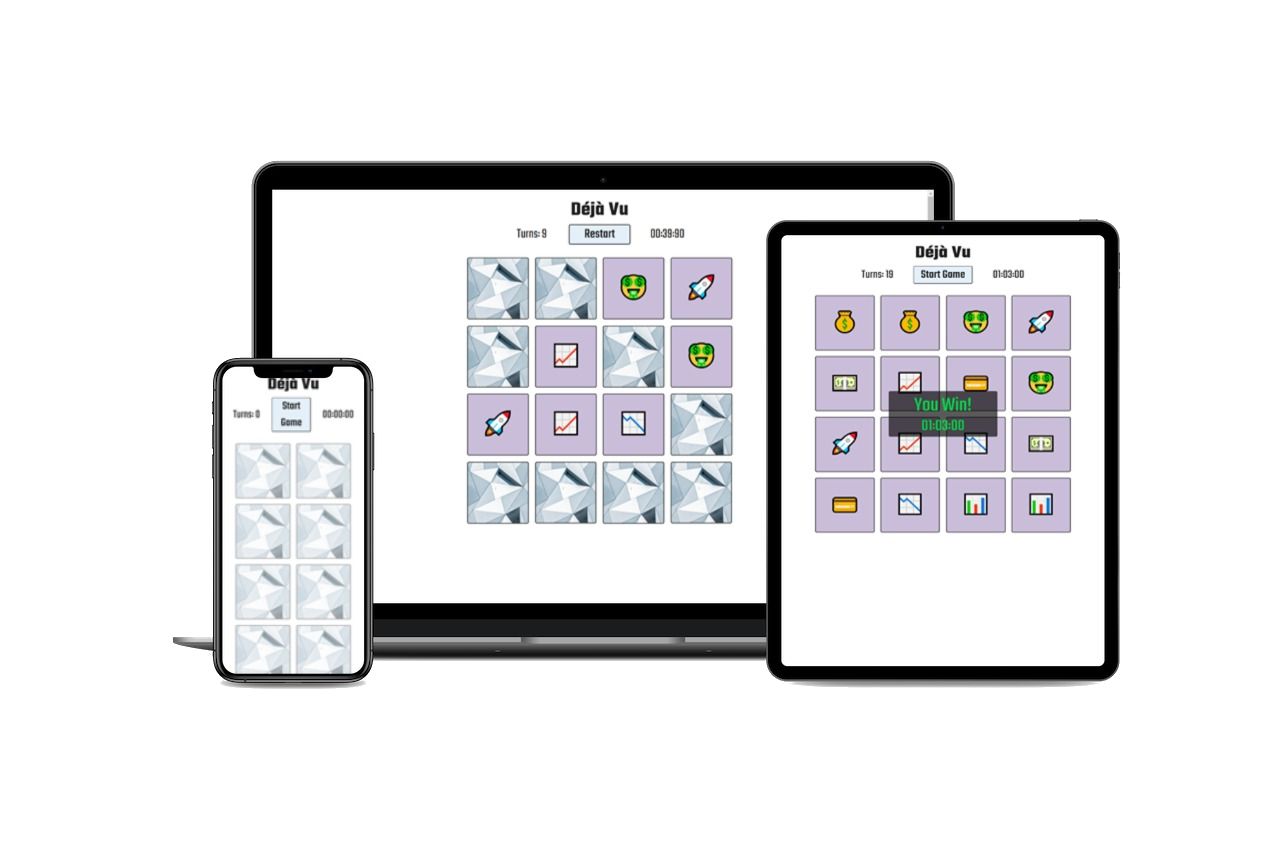 Déjà Vu
Turns: 9 Restart 00:39:90
Déjà Vu
Turns: 19 Start Game 01:03:00
You Win!
01:03:00
Déjà Vu
Turns: 0 Start Game 00:00:00